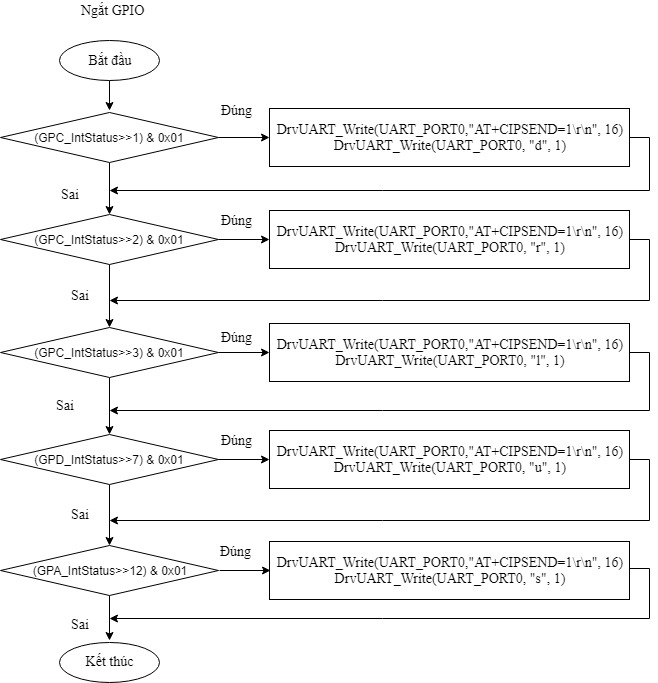 Ngắt GPIO
Bắt đầu
Đúng
(GPC_IntStatus>>1) & 0x01
DrvUART_Write(UART_PORT0,"AT+CIPSEND=1\r\n", 16)
DrvUART_Write(UART_PORT0, "d", 1)
Sai
Đúng
(GPC_IntStatus>>2) & 0x01
DrvUART_Write(UART_PORT0,"AT+CIPSEND=1\r\n", 16)
DrvUART_Write(UART_PORT0, "r", 1)
Sai
Đúng
(GPC_IntStatus>>3) & 0x01
DrvUART_Write(UART_PORT0,"AT+CIPSEND=1\r\n", 16)
DrvUART_Write(UART_PORT0, "l", 1)
Sai
Đúng
(GPD_IntStatus>>7) & 0x01
DrvUART_Write(UART_PORT0,"AT+CIPSEND=1\r\n", 16)
DrvUART_Write(UART_PORT0, "u", 1)
Sai
Đúng
(GPA_IntStatus>>12) & 0x01
DrvUART_Write(UART_PORT0,"AT+CIPSEND=1\r\n", 16)
DrvUART_Write(UART_PORT0, "s", 1)
Sai
Kết thúc